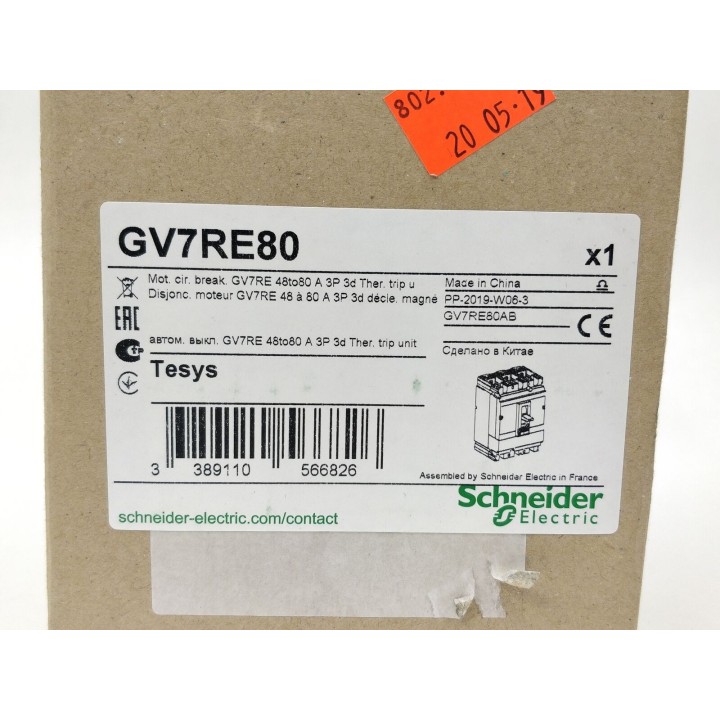 802.
20 05.19
GV7RE80
x1
Mot. cir. break. GV7RE 48to80 A 3P 3d Ther. trip u
Disjonc. moteur GV7RE 48 à 80 A 3P 3d décle. magné
автом. выкл. GV7RE 48to80 A 3P 3d Ther. trip unit
Made in China
PP-2019-W06-3
GV7RE80AB
CE
Сделано в Китае
EAC
Tesys
3 389110 566826
Assembled by Schneider Electric in France
schneider-electric.com/contact
Schneider
Electric